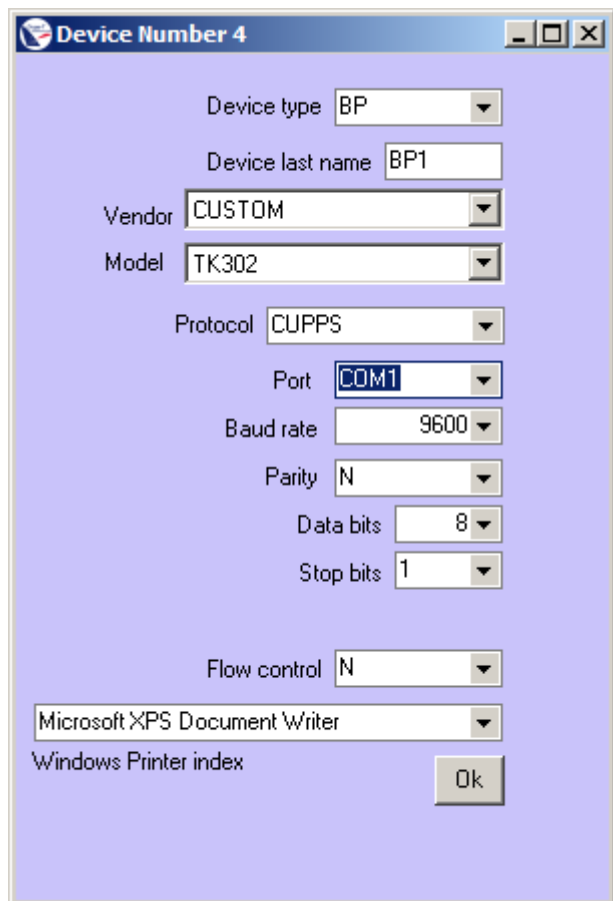 Device Number 4
Device type BP
Device last name BP1
Vendor CUSTOM
Model TK302
Protocol CUPPS
Port COM1
Baud rate 9600
Parity N
Data bits 8
Stop bits 1
Flow control N
Microsoft XPS Document Writer
Windows Printer index
Ok